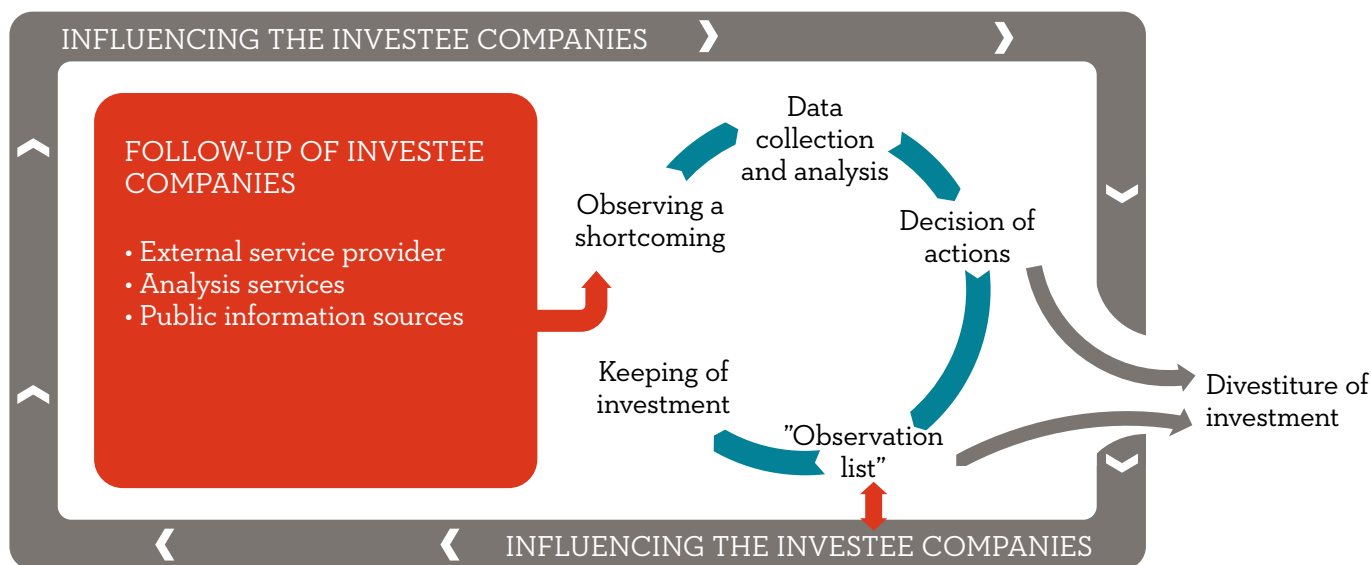 INFLUENCING THE INVESTEE COMPANIES
FOLLOW-UP OF INVESTEE
COMPANIES
• External service provider
• Analysis services
• Public information sources
Observing a
shortcoming
Data
collection
and analysis
Decision of
actions
"Observation
list"
Keeping of
investment
Divestiture of
investment
INFLUENCING THE INVESTEE COMPANIES